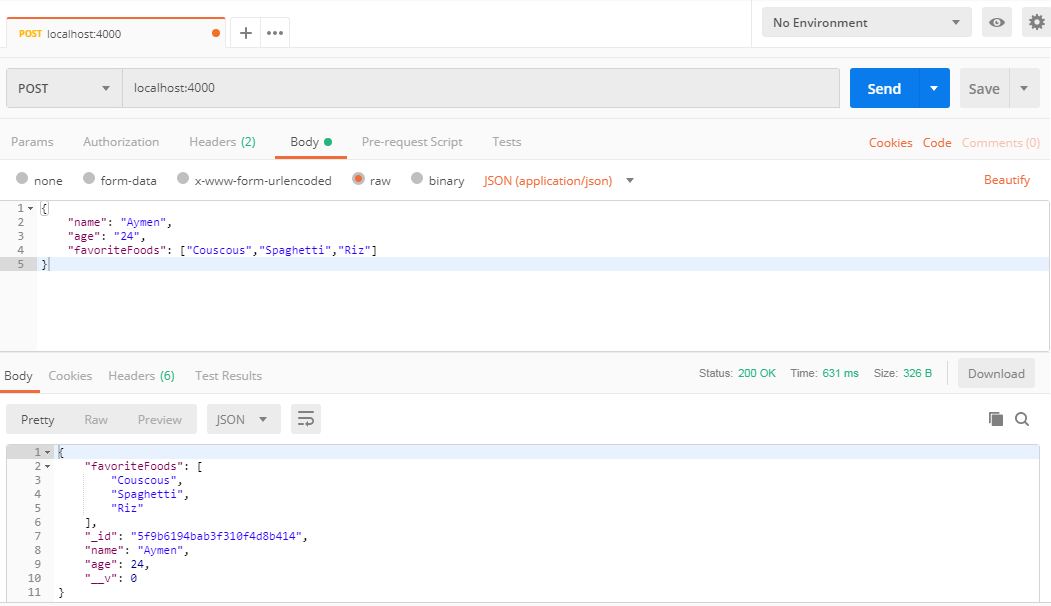 POST localhost:4000 + ••• No Environment
POST localhost:4000 Send Save
Params Authorization Headers (2) Body Pre-request Script Tests Cookies Code Comments (0)
none form-data x-www-form-urlencoded raw binary JSON (application/json) Beautify
1 {
2 "name": "Aymen",
3 "age": "24",
4 "favoriteFoods": ["Couscous","Spaghetti","Riz"]
5 }
Body Cookies Headers (6) Test Results Status: 200 OK Time: 631 ms Size: 326 B Download
Pretty Raw Preview JSON
1 {
2 "favoriteFoods": [
3 "Couscous",
4 "Spaghetti",
5 "Riz"
6 ],
7 "_id": "5f9b6194bab3f310f4d8b414",
8 "name": "Aymen",
9 "age": 24,
10 "__v": 0
11 }